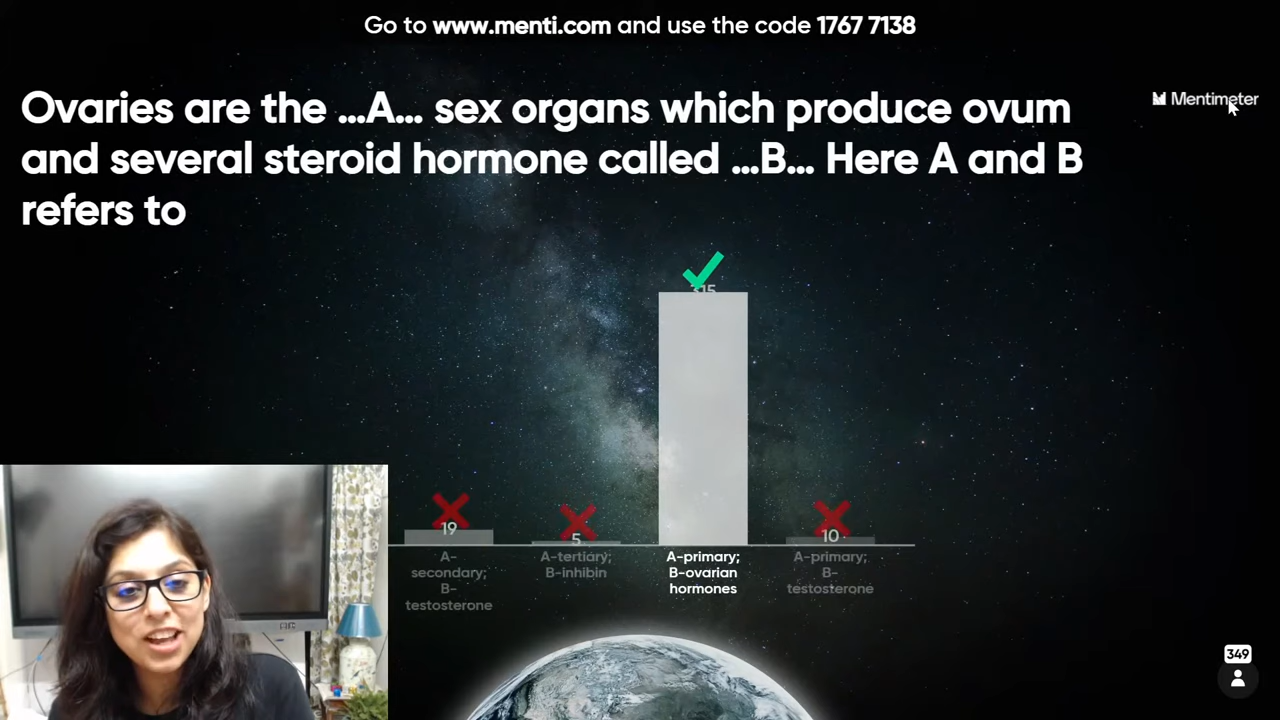 Go to www.menti.com and use the code 1767 7138
Mentimeter
Ovaries are the ...A... sex organs which produce ovum
and several steroid hormone called ...B... Here A and B
refers to
315
19
5
10
A-
secondary;
B-
testosterone
A-tertiary;
B-inhibin
A-primary;
B-ovarian
hormones
A-primary;
B-
testosterone
349